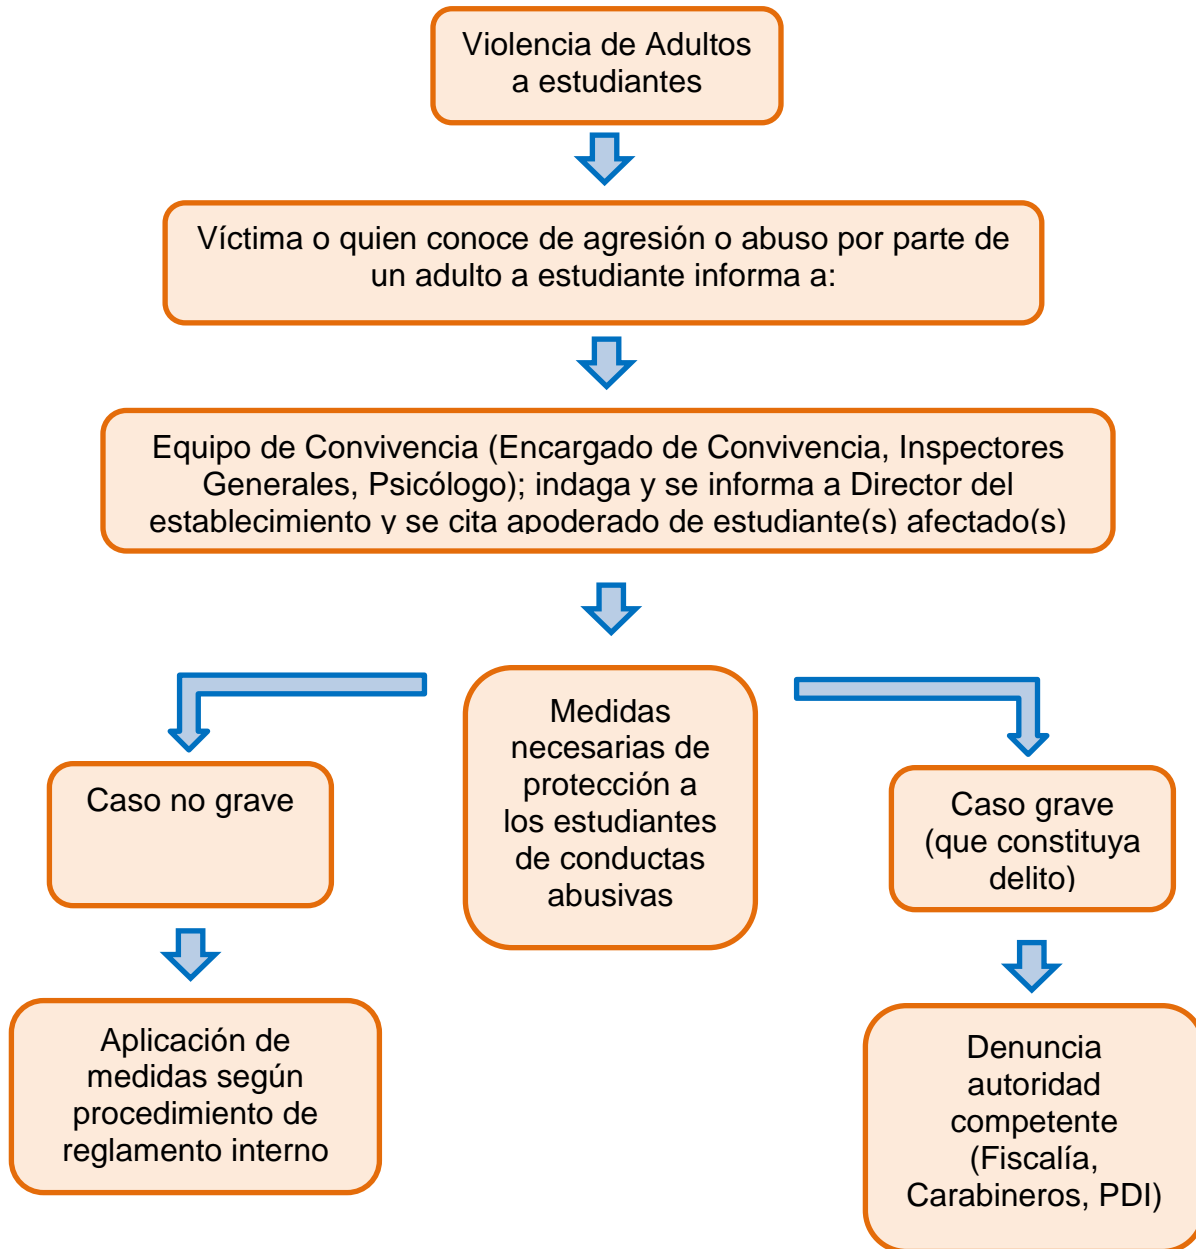 Violencia de Adultos
a estudiantes
Víctima o quien conoce de agresión o abuso por parte de
un adulto a estudiante informa a:
Equipo de Convivencia (Encargado de Convivencia, Inspectores
Generales, Psicólogo); indaga y se informa a Director del
establecimiento y se cita apoderado de estudiante(s) afectado(s)
Medidas
necesarias de
protección a
los estudiantes
de conductas
abusivas
Caso no grave
Caso grave
(que constituya
delito)
Aplicación de
medidas según
procedimiento de
reglamento interno
Denuncia
autoridad
competente
(Fiscalía,
Carabineros, PDI)